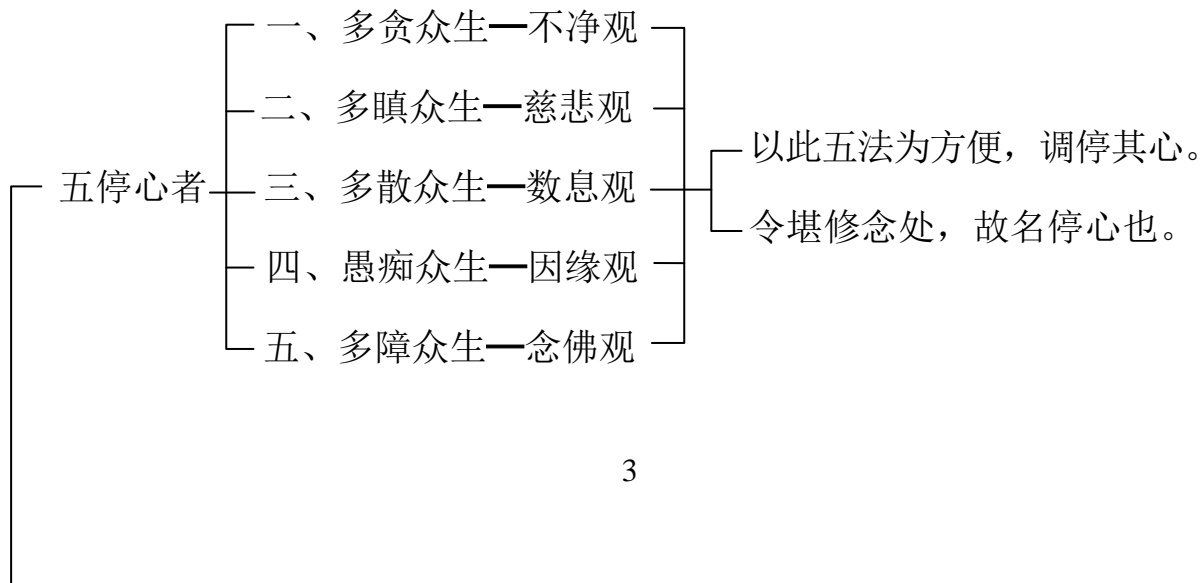 五停心者
一、多贪众生━不净观
二、多瞋众生━慈悲观
三、多散众生━数息观
四、愚痴众生━因缘观
五、多障众生━念佛观
以此五法为方便，调停其心。
令堪修念处，故名停心也。
3